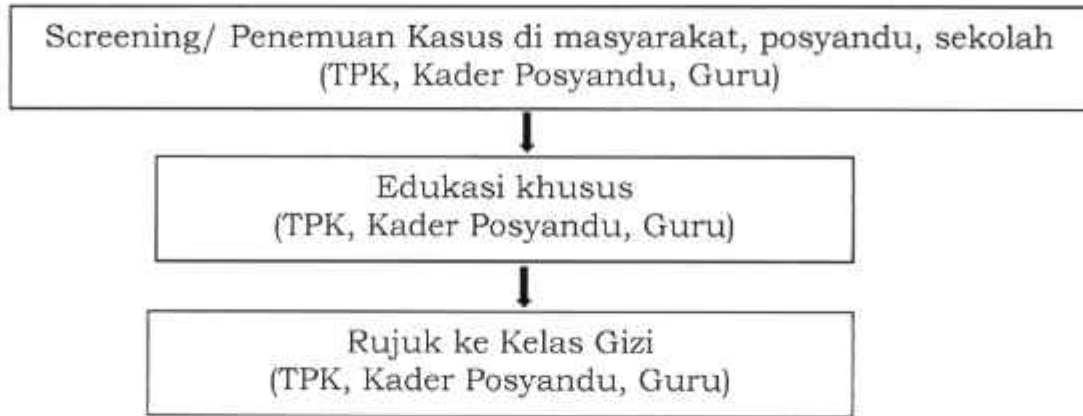 Screening/ Penemuan Kasus di masyarakat, posyandu, sekolah
(TPK, Kader Posyandu, Guru)
Edukasi khusus
(TPK, Kader Posyandu, Guru)
Rujuk ke Kelas Gizi
(TPK, Kader Posyandu, Guru)